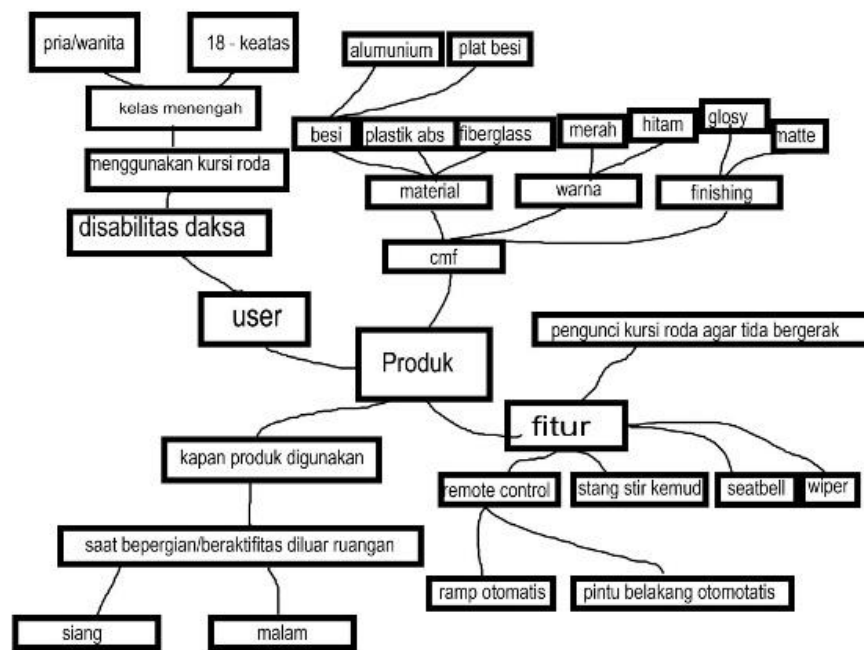 pria/wanita
18 - keatas
alumunium
plat besi
kelas menengah
besi
plastik abs
fiberglass
merah
hitam
glosy
matte
menggunakan kursi roda
material
warna
finishing
disabilitas daksa
cmf
user
pengunci kursi roda agar tida bergerak
Produk
fitur
kapan produk digunakan
remote control
stang stir kemud
seatbell
wiper
saat bepergian/beraktifitas diluar ruangan
ramp otomatis
pintu belakang otomotatis
siang
malam